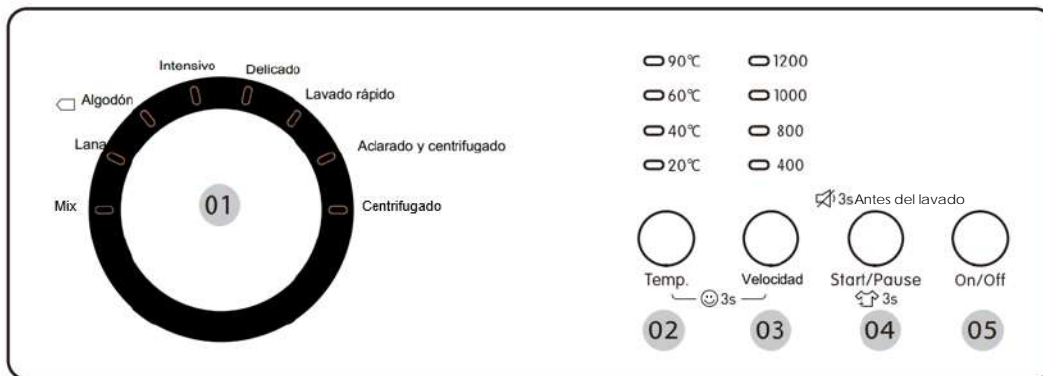 Intensivo
Delicado
Algodón
Lavado rápido
Lana
Aclarado y centrifugado
Mix
Centrifugado
01
90℃ 1200
60℃ 1000
40℃ 800
20℃ 400
3s Antes del lavado
Temp. Velocidad Start/Pause On/Off
3s 3s
02 03 04 05